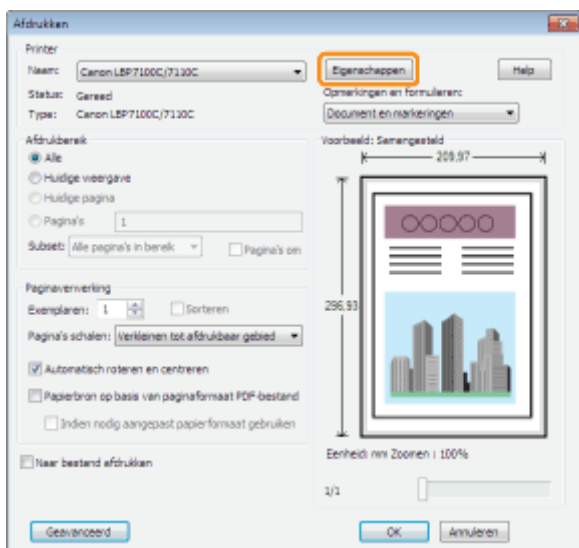 Afdrukken
Printer
Naam: Canon LBP7100C/7110C
Eigenschappen
Help
Status: Gereed
Opmerkingen en formulieren:
Type: Canon LBP7100C/7110C
Document en markeringen
Afdrukbereik
Alle
Huidige weergave
Huidige pagina
Pagina's 1
Subset: Alle pagina's in bereik
Pagina's om
Voorbeeld: Samengesteld
209,97
296,93
OOOOO
Paginaverwerking
Exemplaren: 1
Sorteren
Pagina's schalen: Verkleinen tot afdrukbaar gebied
Automatisch roteren en centreren
Papierbron op basis van paginaformaat PDF-bestand
Indien nodig aangepast papierformaat gebruiken
Naar bestand afdrukken
Eenheid: mm Zoomen : 100%
1/1
Geavanceerd
OK
Annuleren